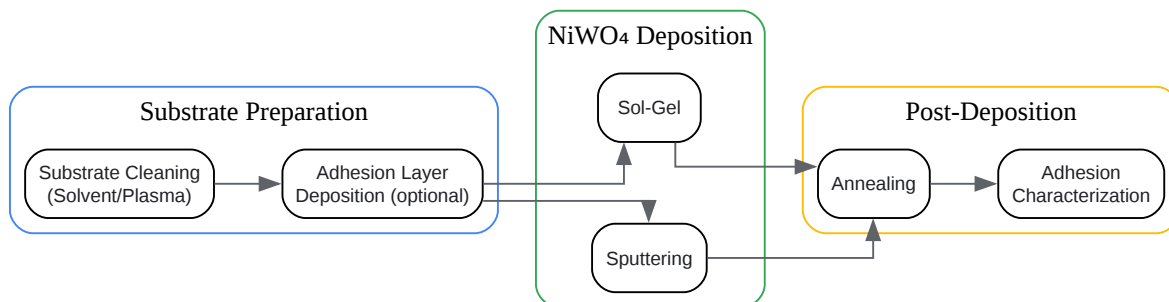 NiWO₄ Deposition
Substrate Preparation
Sol-Gel
Post-Deposition
Substrate Cleaning
(Solvent/Plasma)
Adhesion Layer
Deposition (optional)
Annealing
Adhesion
Characterization
Sputtering